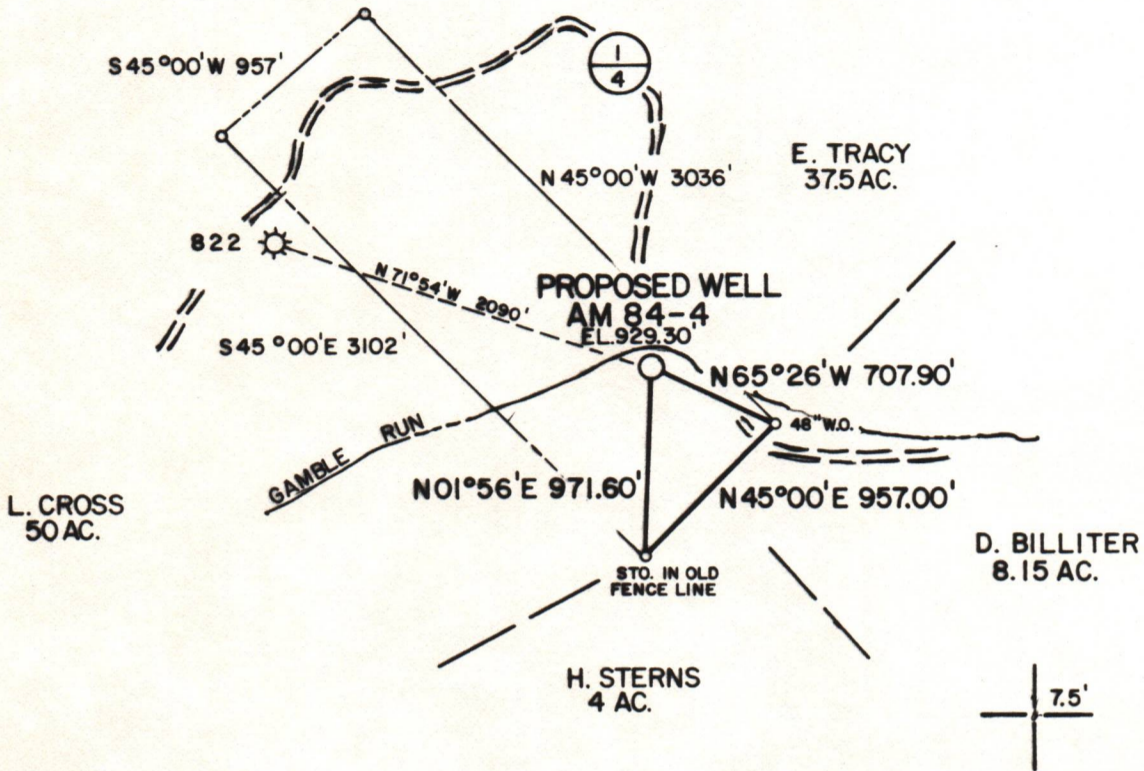 S 45°00'W 957'
1
4
E. TRACY
37.5 AC.
N 45°00'W 3036'
822
N 71°54'W 2090'
PROPOSED WELL
AM 84-4
EL.929.30'
S 45°00'E 3102'
N65°26'W 707.90'
48" W.O.
GAMBLE RUN
N01°56'E 971.60'
N45°00'E 957.00'
L. CROSS
50 AC.
D. BILLITER
8.15 AC.
STO. IN OLD
FENCE LINE
H. STERNS
4 AC.
7.5'